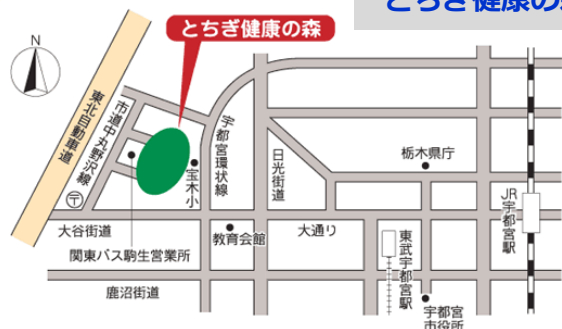 とちぎ健康の森
とちぎ健康の
N
東北自動車道
市道中丸野沢線
宇都宮環状線
宝木小
日光街道
栃木県庁
JR宇都宮駅
〒
大谷街道
教育会館
大通り
関東バス駒生営業所
東武宇都宮駅
鹿沼街道
宇都宮
市役所